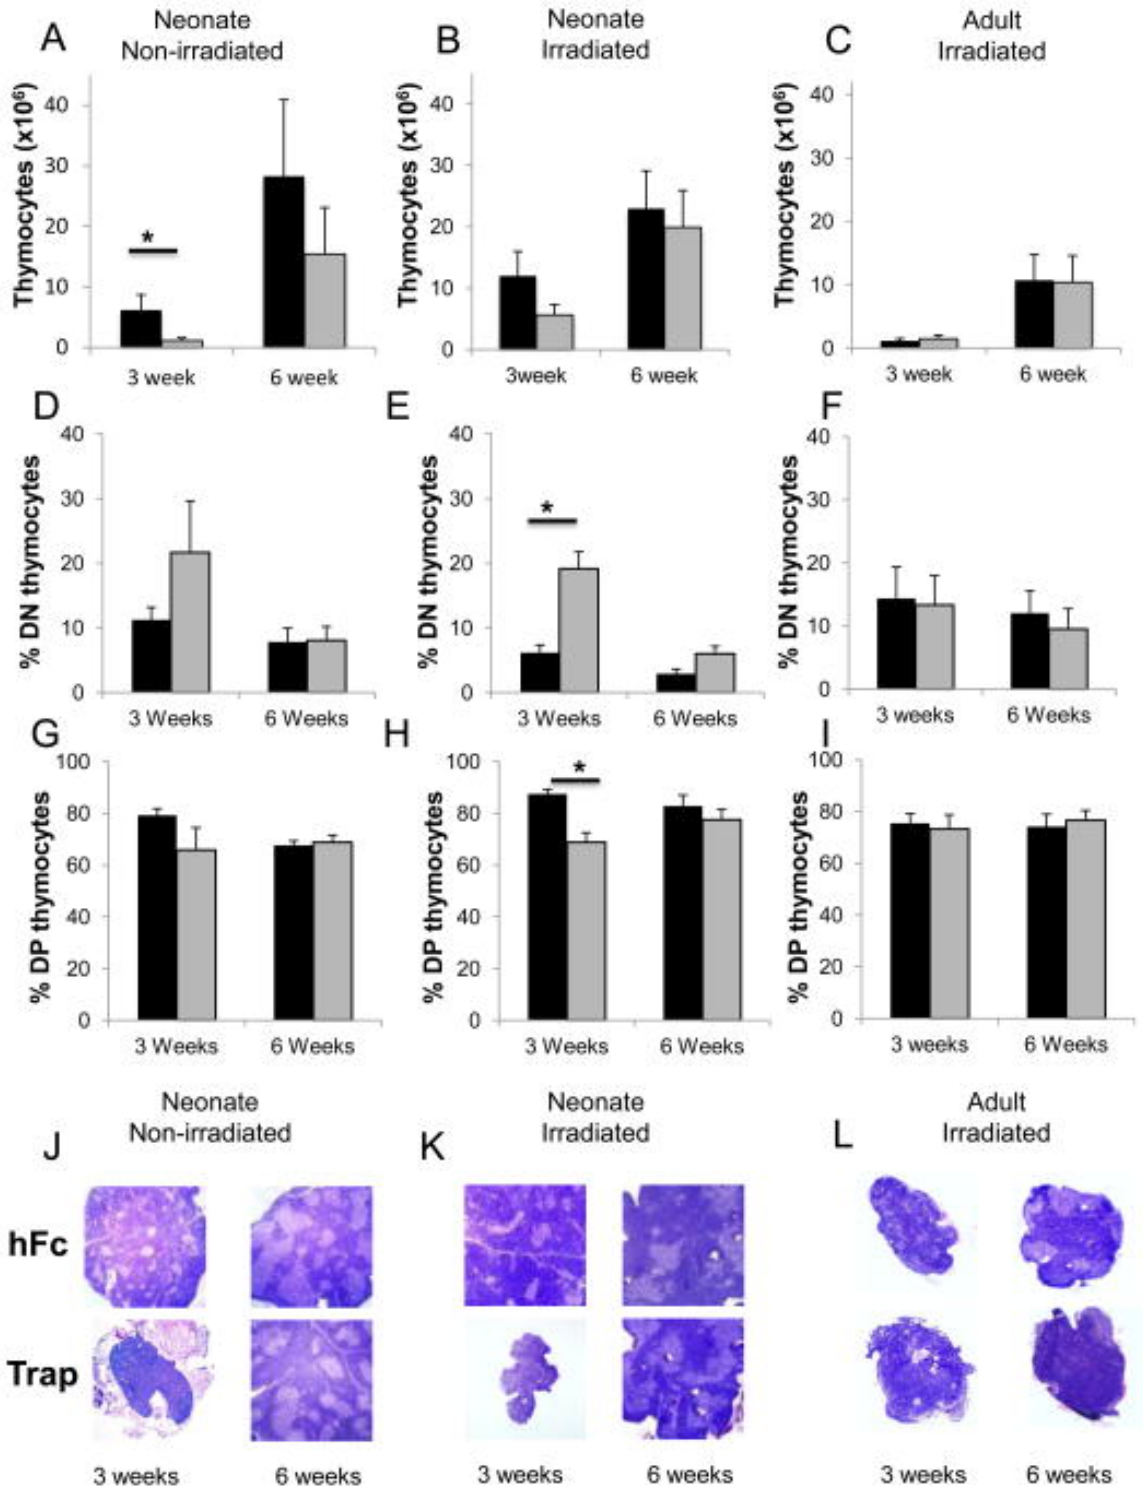 A
Neonate
Non-irradiated
B
Neonate
Irradiated
C
Adult
Irradiated
Thymocytes (x10⁶)
40
30
20
10
0
*
3 week
6 week
Thymocytes (x10⁶)
40
30
20
10
0
3week
6 week
Thymocytes (x10⁶)
40
30
20
10
0
3 week
6 week
D
% DN thymocytes
40
30
20
10
0
3 Weeks
6 Weeks
E
% DN thymocytes
40
30
20
10
0
*
3 Weeks
6 Weeks
F
% DN thymocytes
40
30
20
10
0
3 weeks
6 Weeks
G
% DP thymocytes
100
80
60
40
20
0
3 Weeks
6 Weeks
H
% DP thymocytes
100
80
60
40
20
0
*
3 Weeks
6 Weeks
I
% DP thymocytes
100
80
60
40
20
0
3 weeks
6 Weeks
J
Neonate
Non-irradiated
K
Neonate
Irradiated
L
Adult
Irradiated
hFc
Trap
3 weeks
6 weeks
3 weeks
6 weeks
3 weeks
6 weeks